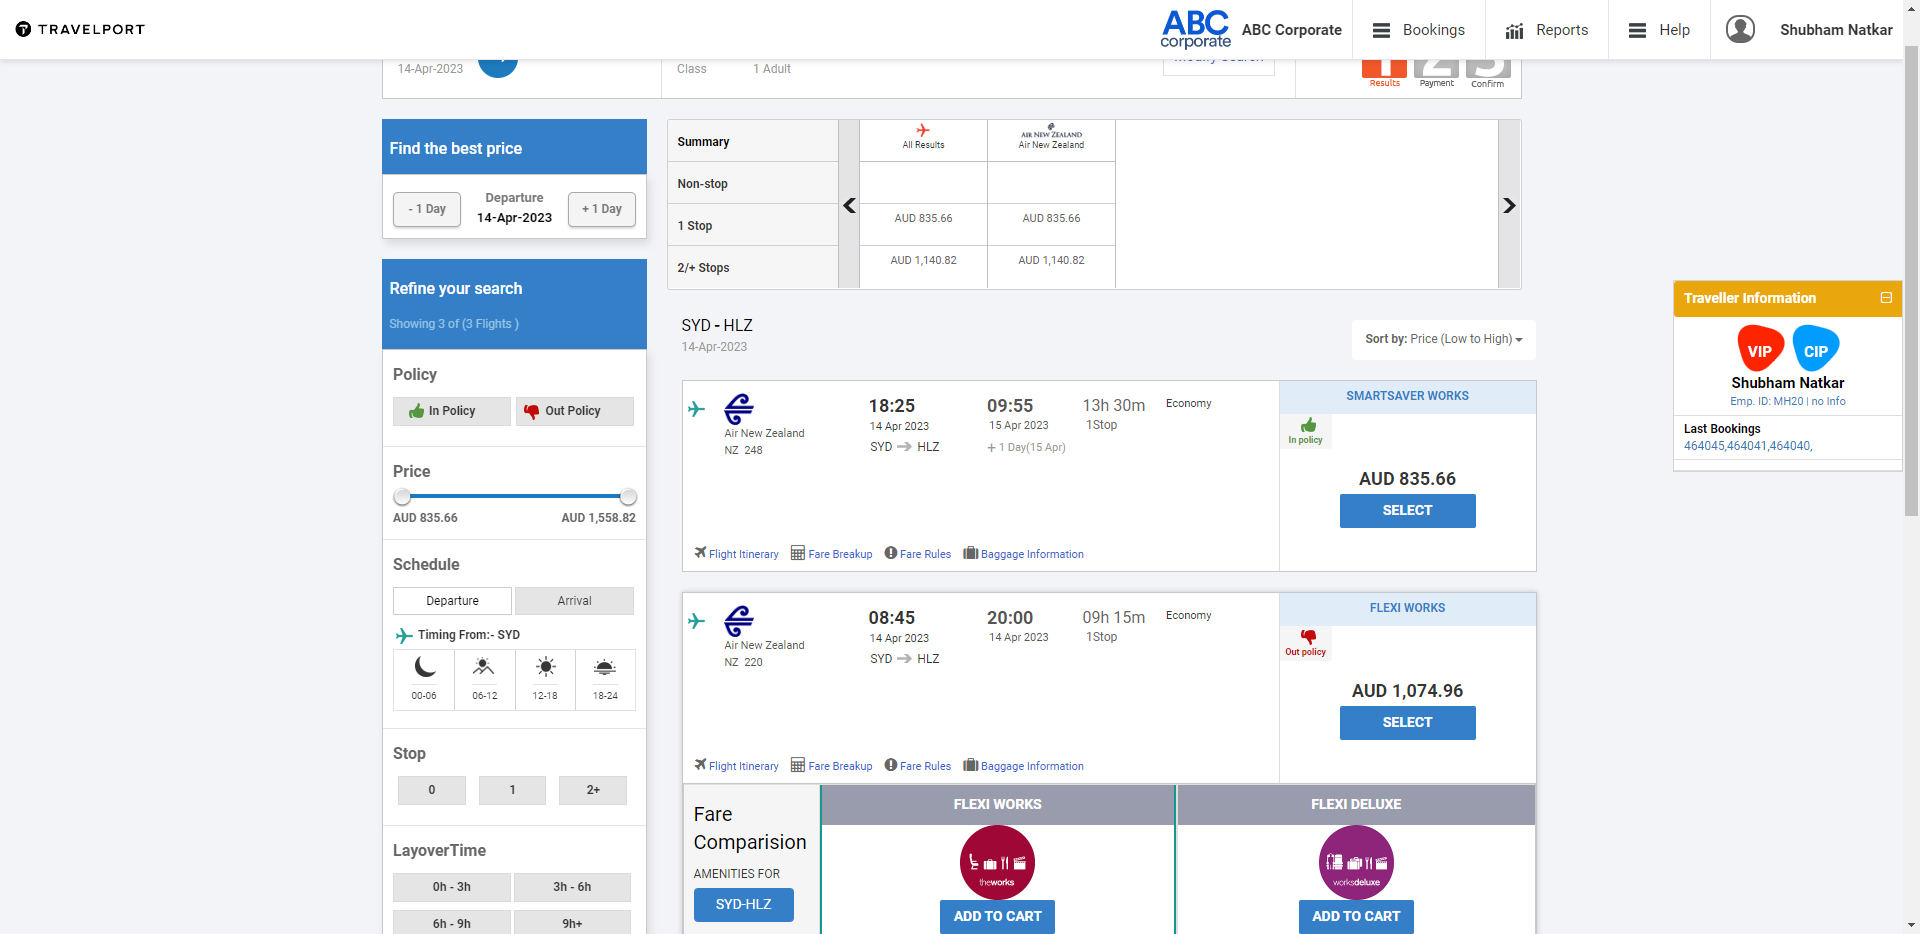 TRAVELPORT
ABC
corporate
ABC Corporate
Bookings
Reports
Help
Shubham Natkar
14-Apr-2023
Class
1 Adult
Results
Payment
Confirm
Find the best price
- 1 Day
Departure
14-Apr-2023
+ 1 Day
Refine your search
Showing 3 of (3 Flights )
Policy
In Policy
Out Policy
Price
AUD 835.66
AUD 1,558.82
Schedule
Departure
Arrival
Timing From:- SYD
00-06
06-12
12-18
18-24
Stop
0
1
2+
LayoverTime
0h - 3h
3h - 6h
6h - 9h
9h+
Summary
All Results
AIR NEW ZEALAND
Air New Zealand
Non-stop
1 Stop
AUD 835.66
AUD 835.66
2/+ Stops
AUD 1,140.82
AUD 1,140.82
SYD - HLZ
14-Apr-2023
Sort by: Price (Low to High)
Air New Zealand
NZ 248
18:25
14 Apr 2023
SYD HLZ
09:55
15 Apr 2023
+ 1 Day(15 Apr)
13h 30m
1Stop
Economy
SMARTSAVER WORKS
In policy
AUD 835.66
SELECT
Flight Itinerary
Fare Breakup
Fare Rules
Baggage Information
Air New Zealand
NZ 220
08:45
14 Apr 2023
SYD HLZ
20:00
14 Apr 2023
09h 15m
1Stop
Economy
FLEXI WORKS
Out policy
AUD 1,074.96
SELECT
Flight Itinerary
Fare Breakup
Fare Rules
Baggage Information
Fare
Comparision
AMENITIES FOR
SYD-HLZ
FLEXI WORKS
theworks
ADD TO CART
FLEXI DELUXE
worksdeluxe
ADD TO CART
Traveller Information
VIP
CIP
Shubham Natkar
Emp. ID: MH20 | no Info
Last Bookings
464045,464041,464040,